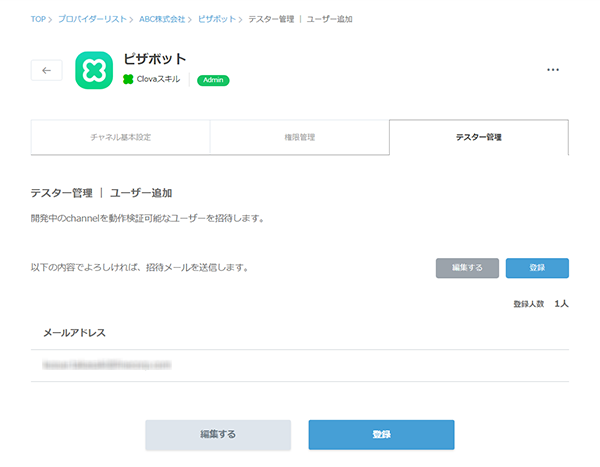 TOP > プロバイダーリスト > ABC株式会社 > ピザボット > テスター管理 | ユーザー追加
ピザボット
Clovaスキル Admin
チャネル基本設定 権限管理 テスター管理
テスター管理 | ユーザー追加
開発中のchannelを動作検証可能なユーザーを招待します。
以下の内容でよろしければ、招待メールを送信します。 編集する 登録
登録人数 1人
メールアドレス
編集する 登録